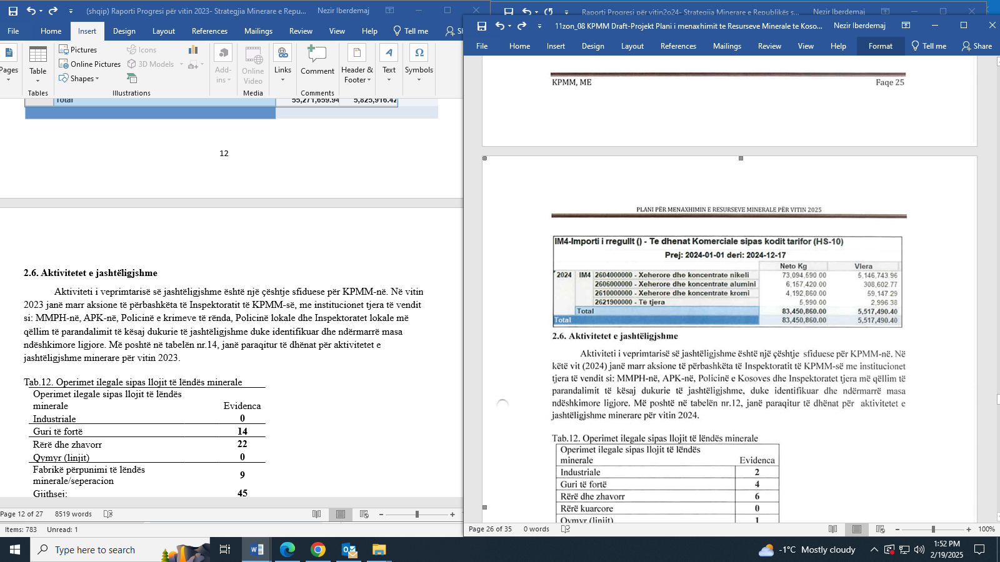 (shqip) Raporti Progresi për vitin 2023- Strategjia Minerare e Repu...
Nezir Iberdemaj
File Home Insert Design Layout References Mailings Review View Help Tell me
Pages
Table
Tables
Pictures
Online Pictures
Shapes
Icons
3D Models
Illustrations
Add-
ins
Online
Video
Media
Links
Comment
Comments
Header &
Footer
Text
Symbols
Total 55,271,659.94 5,825,916.42
12
2.6. Aktivitetet e jashtëligjshme
Aktiviteti i veprimtarisë së jashtëligjshme është një çështje sfiduese për KPMM-në. Në vitin
2023 janë marr aksione të përbashkëta të Inspektoratit të KPMM-së, me institucionet tjera të vendit
si: MMPH-në, APK-në, Policinë e krimeve të rënda, Policinë lokale dhe Inspektoratet lokale më
qëllim të parandalimit të kësaj dukurie të jashtëligjshme duke identifikuar dhe ndërmarrë masa
ndëshkimore ligjore. Më poshtë në tabelën nr.14, janë paraqitur të dhënat për aktivitetet e
jashtëligjshme minerare për vitin 2023.
Tab.12. Operimet ilegale sipas llojit të lëndës minerale
Operimet ilegale sipas llojit të lëndës
minerale Evidenca
Industriale 0
Guri të fortë 14
Rërë dhe zhavorr 22
Qymyr (linjit) 0
Fabrikë përpunimi të lëndës
minerale/seperacion 9
Gjithsej: 45
Page 12 of 27 8519 words
Items: 783 Unread: 1
Raporti Progresi për vitin2o24- Strategjia Minerare e Republikës s...
Nezir Iberdemaj
11zon_08 KPMM Draft-Projekt Plani i menaxhimit te Resurseve Minerale te Koso...
Nezir Iberdemaj
File Home Insert Design Layout References Mailings Review View Help Format Tell me Share
KPMM, ME Faqe 25
PLANI PËR MENAXHIMIN E RESURSEVE MINERALE PËR VITIN 2025
IM4-Importi i rregullt () - Te dhenat Komerciale sipas kodit tarifor (HS-10)
Prej: 2024-01-01 deri: 2024-12-17
Neto Kg Vlera
2024 IM4 2604000000 - Xeherore dhe koncentrate nikeli 73,094,590.00 5,146,743.96
2606000000 - Xeherore dhe koncentrate alumini 6,157,420.00 308,602.77
2610000000 - Xeherore dhe koncentrate kromi 4,192,860.00 59,147.29
2621900000 - Të tjera 5,990.00 2,996.38
Total 83,450,860.00 5,517,490.40
Total 83,450,860.00 5,517,490.40
2.6. Aktivitetet e jashtëligjshme
Aktiviteti i veprimtarisë së jashtëligjshme është një çështje sfiduese për KPMM-në. Në
këtë vit (2024) janë marr aksione të përbashkëta të Inspektoratit të KPMM-së me institucionet
tjera të vendit si: MMPH-në, APK-në, Policinë e Kosoves dhe Inspektoratet tjera më qëllim të
parandalimit të kësaj dukurie të jashtëligjshme, duke identifikuar dhe ndërmarrë masa
ndëshkimore ligjore. Më poshtë në tabelën nr.12, janë paraqitur të dhënat për aktivitetet e
jashtëligjshme minerare për vitin 2024.
Tab.12. Operimet ilegale sipas llojit të lëndës minerale
Operimet ilegale sipas llojit të lëndës
minerale Evidenca
Industriale 2
Guri të fortë 4
Rërë dhe zhavorr 6
Rërë kuarcore 0
Qymyr (linjit) 1
Page 26 of 35 0 words
100%
Type here to search
-1°C Mostly cloudy
1:52 PM
2/19/2025